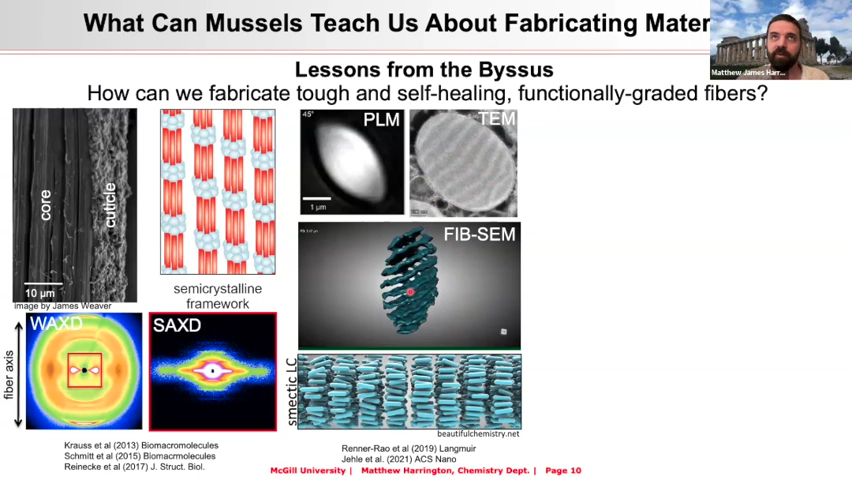 What Can Mussels Teach Us About Fabricating Mater
Matthew James Harr...
Lessons from the Byssus
How can we fabricate tough and self-healing, functionally-graded fibers?
core
cuticle
10 µm
image by James Weaver
semicrystalline
framework
45°
PLM
1 µm
TEM
FIB-SEM
fiber axis
WAXD
SAXD
smectic LC
beautifulchemistry.net
Krauss et al (2013) Biomacromolecules
Schmitt et al (2015) Biomacrmolecules
Reinecke et al (2017) J. Struct. Biol.
Renner-Rao et al (2019) Langmuir
Jehle et al. (2021) ACS Nano
McGill University | Matthew Harrington, Chemistry Dept. | Page 10